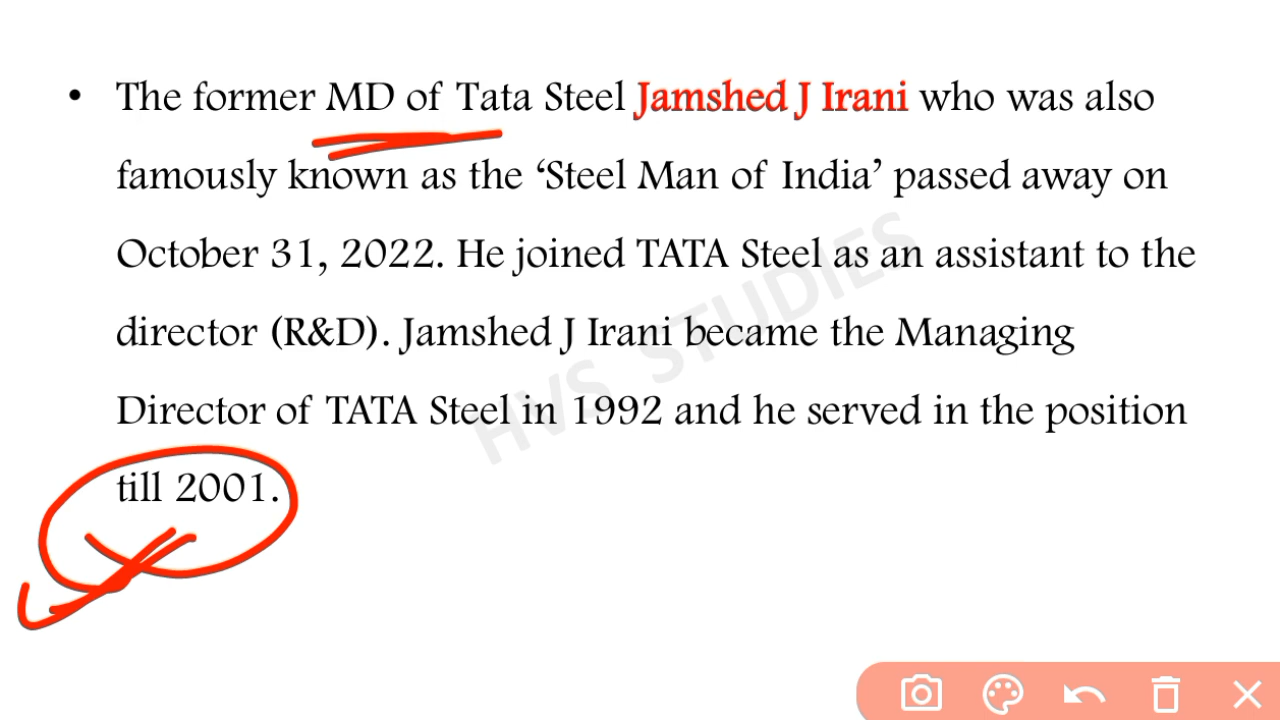 • The former MD of Tata Steel Jamshed J Irani who was also
famously known as the ‘Steel Man of India’ passed away on
October 31, 2022. He joined TATA Steel as an assistant to the
director (R&D). Jamshed J Irani became the Managing
Director of TATA Steel in 1992 and he served in the position
till 2001.
HVS STUDIES